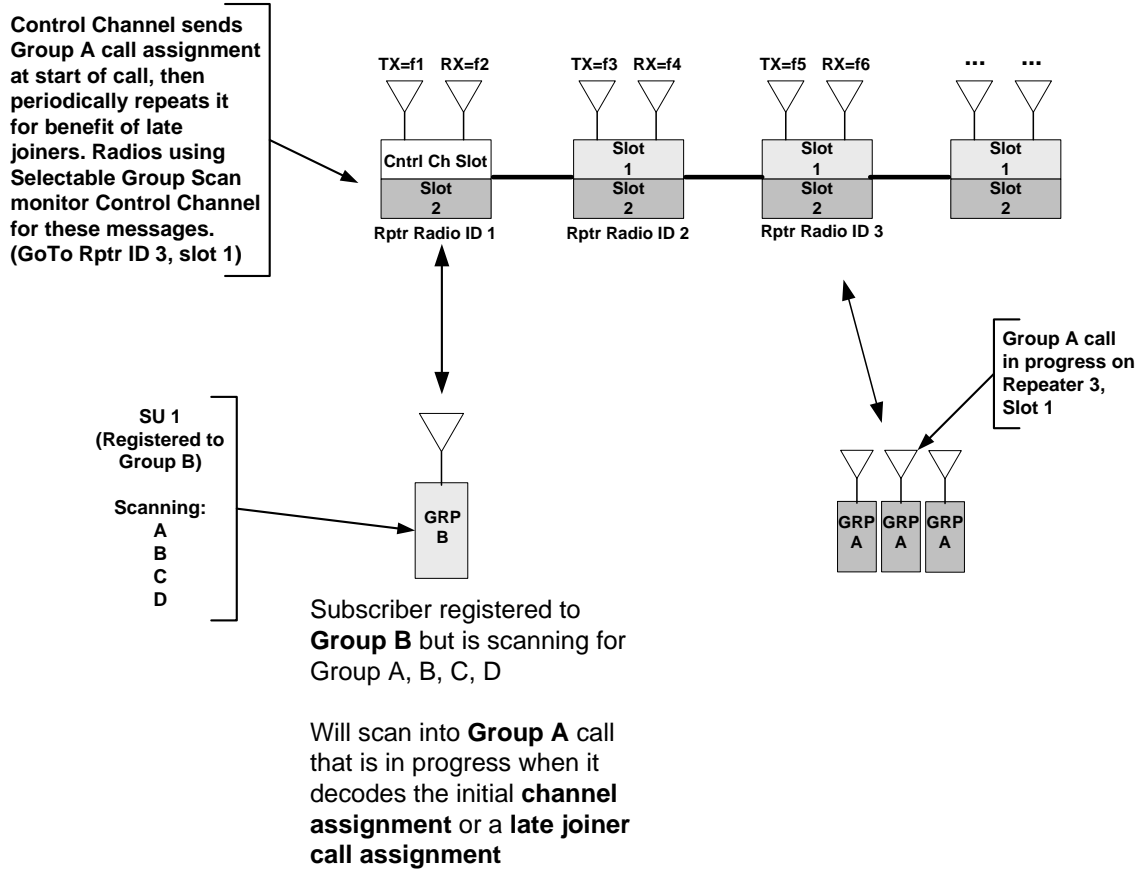 Control Channel sends
Group A call assignment
at start of call, then
periodically repeats it
for benefit of late
joiners. Radios using
Selectable Group Scan
monitor Control Channel
for these messages.
(GoTo Rptr ID 3, slot 1)
TX=f1 RX=f2
TX=f3 RX=f4
TX=f5 RX=f6
... ...
Cntrl Ch Slot
Slot
2
Rptr Radio ID 1
Slot
1
Slot
2
Rptr Radio ID 2
Slot
1
Slot
2
Rptr Radio ID 3
Slot
1
Slot
2
Group A call
in progress on
Repeater 3,
Slot 1
SU 1
(Registered to
Group B)
Scanning:
A
B
C
D
GRP
B
GRP
A
GRP
A
GRP
A
Subscriber registered to
Group B but is scanning for
Group A, B, C, D
Will scan into Group A call
that is in progress when it
decodes the initial channel
assignment or a late joiner
call assignment